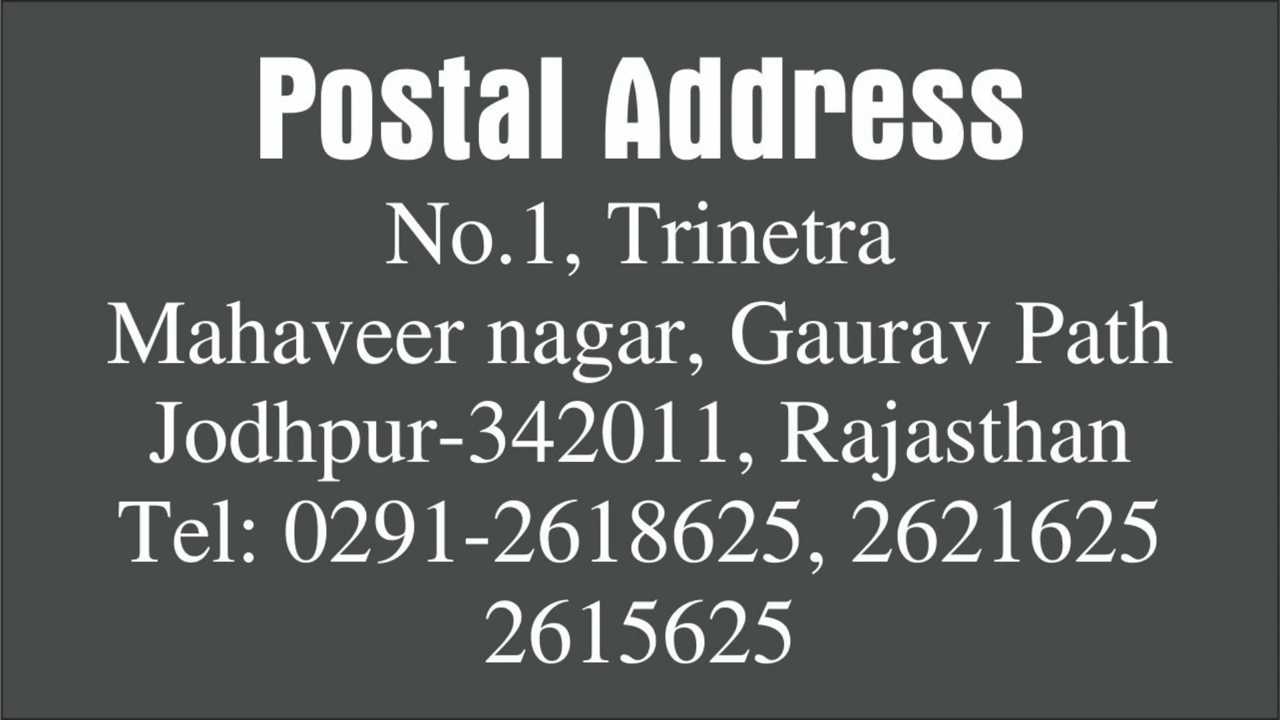 Postal Address
No.1, Trinetra
Mahaveer nagar, Gaurav Path
Jodhpur-342011, Rajasthan
Tel: 0291-2618625, 2621625
2615625